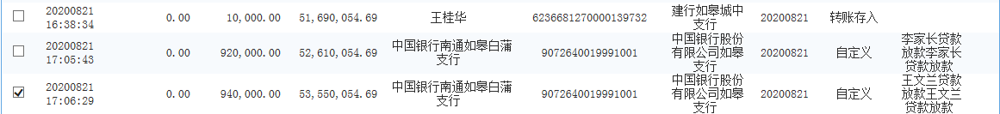 20200821 16:38:34 0.00 10,000.00 51,690,054.69 王桂华 6236681270000139732 建行如皋城中支行 20200821 转账存入
20200821 17:05:43 0.00 920,000.00 52,610,054.69 中国银行南通如皋白蒲支行 9072640019991001 中国银行股份有限公司如皋支行 20200821 自定义 李家长贷款放款李家长贷款放款
20200821 17:06:29 0.00 940,000.00 53,550,054.69 中国银行南通如皋白蒲支行 9072640019991001 中国银行股份有限公司如皋支行 20200821 自定义 王文兰贷款放款王文兰贷款放款